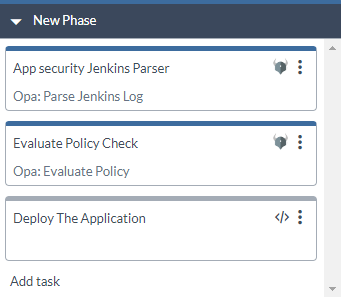 New Phase
App security Jenkins Parser
Opa: Parse Jenkins Log
Evaluate Policy Check
Opa: Evaluate Policy
Deploy The Application
Add task